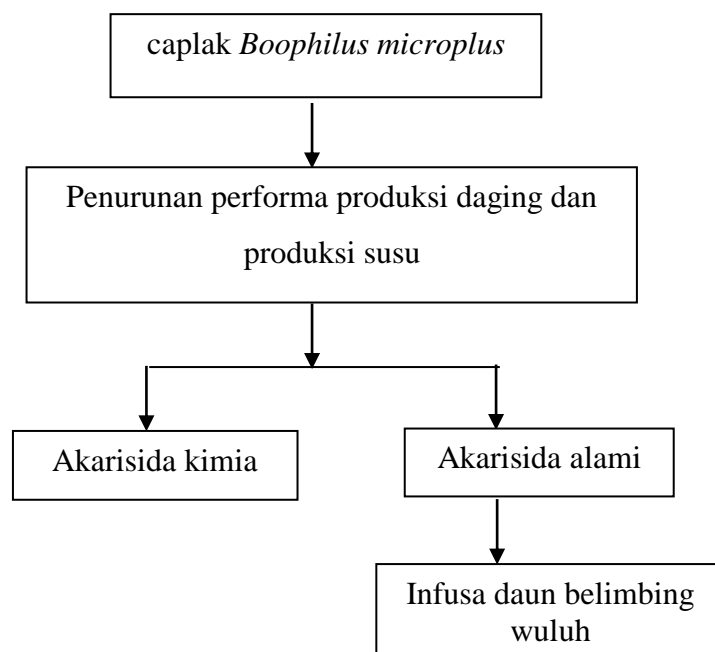 caplak Boophilus microplus
Penurunan performa produksi daging dan
produksi susu
Akarisida kimia
Akarisida alami
Infusa daun belimbing
wuluh